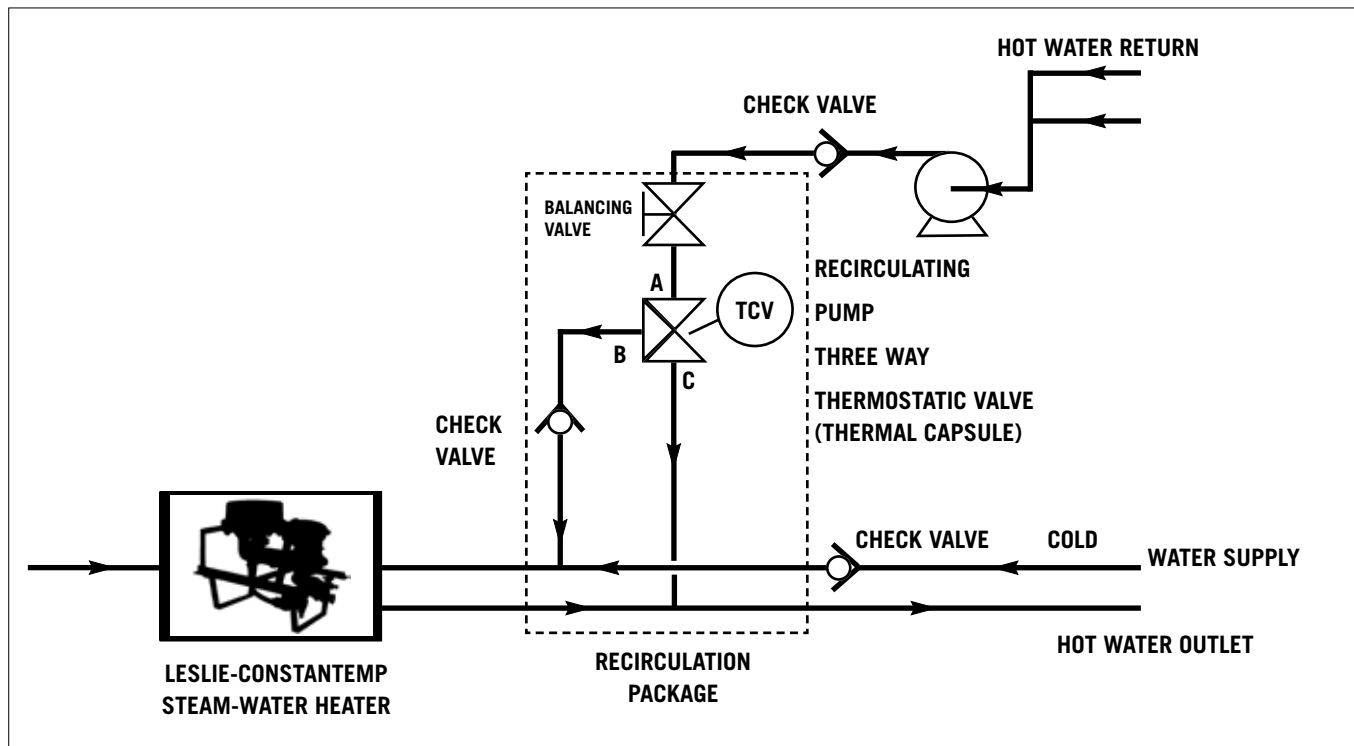 HOT WATER RETURN
CHECK VALVE
BALANCING
VALVE
A
TCV
B
C
RECIRCULATING
PUMP
THREE WAY
THERMOSTATIC VALVE
(THERMAL CAPSULE)
CHECK
VALVE
CHECK VALVE
COLD
WATER SUPPLY
HOT WATER OUTLET
LESLIE-CONSTANTEMP
STEAM-WATER HEATER
RECIRCULATION
PACKAGE